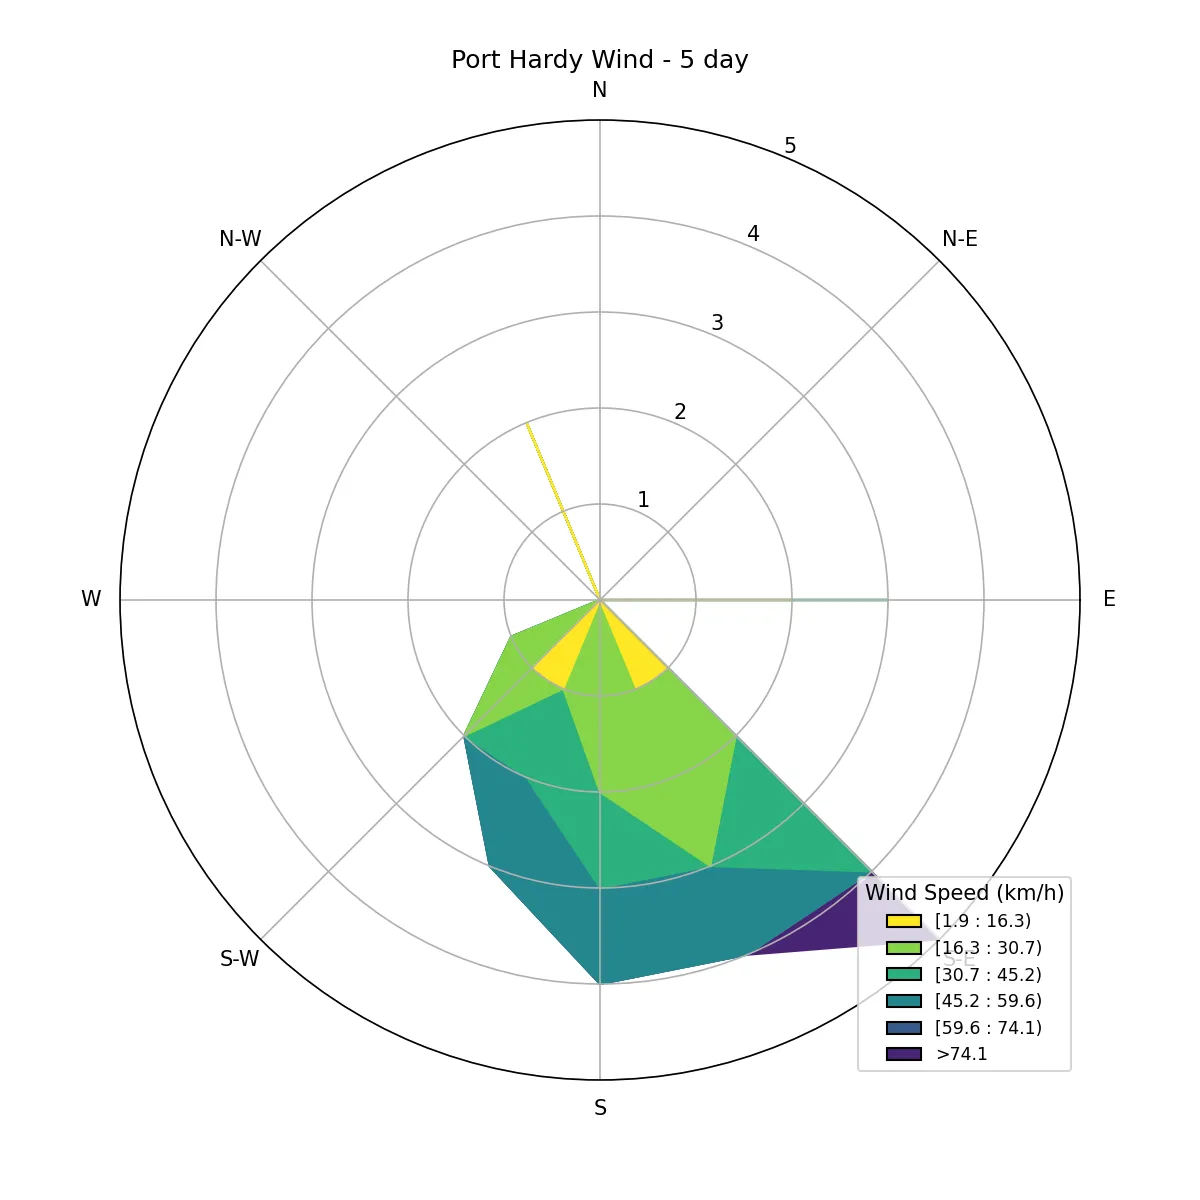 Port Hardy Wind - 5 day
N
5
N-W
N-E
4
3
2
1
W
E
Wind Speed (km/h)
[1.9 : 16.3)
[16.3 : 30.7)
[30.7 : 45.2)
[45.2 : 59.6)
[59.6 : 74.1)
>74.1
S-W
S-E
S